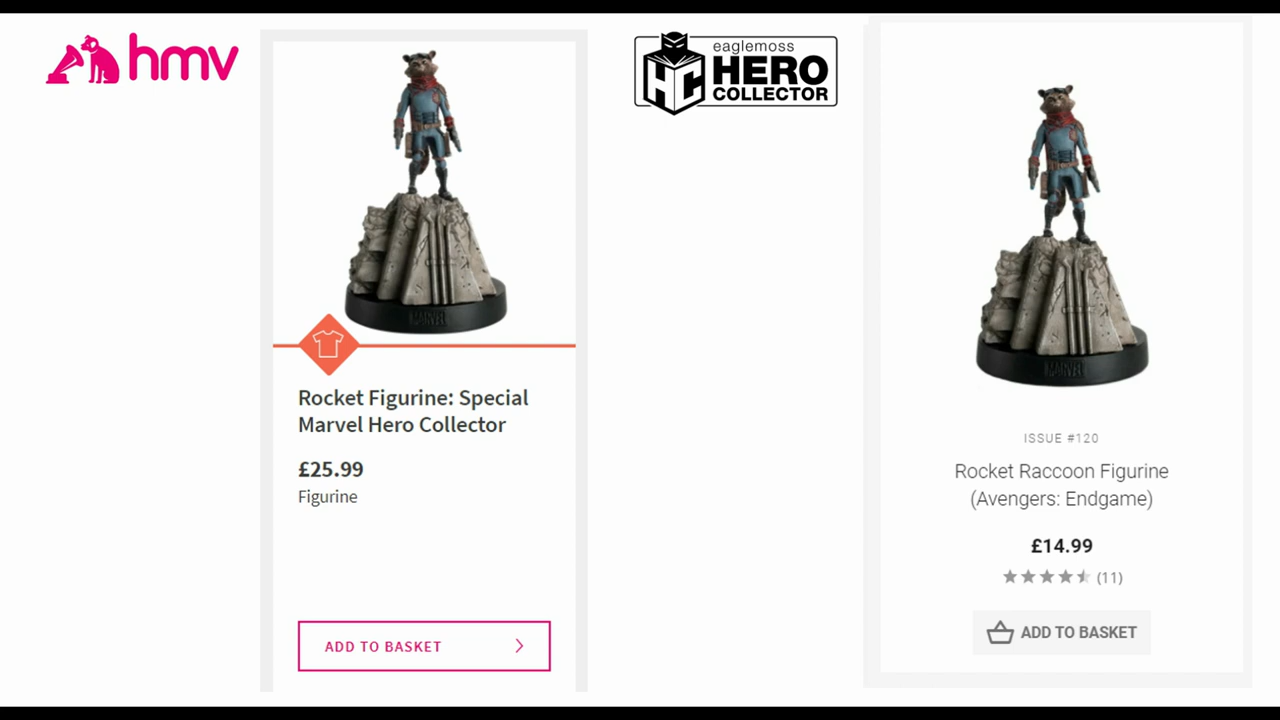 hmv
Rocket Figurine: Special
Marvel Hero Collector
£25.99
Figurine
ADD TO BASKET
eaglemoss
HC
HERO
COLLECTOR
ISSUE #120
Rocket Raccoon Figurine
(Avengers: Endgame)
£14.99
(11)
ADD TO BASKET